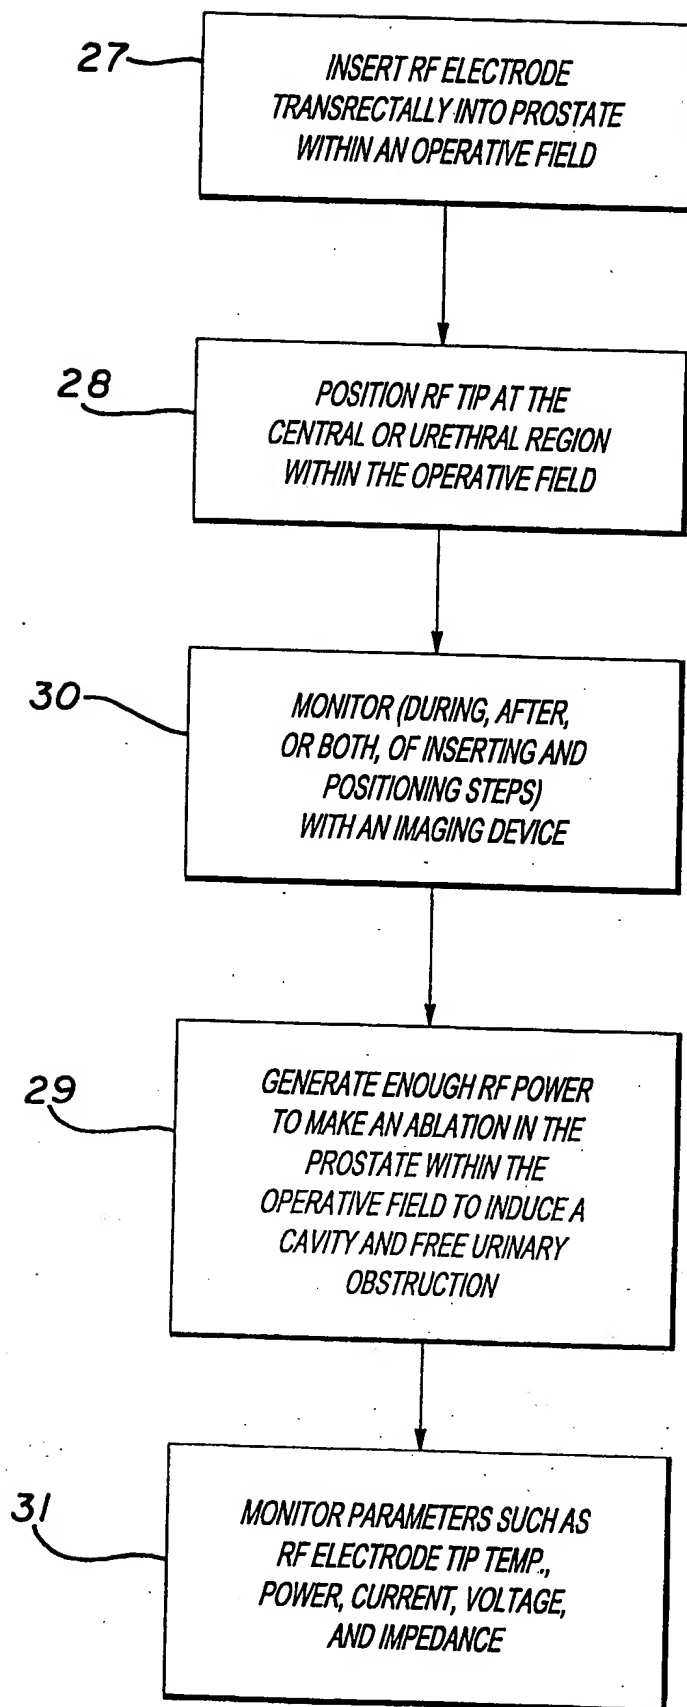 27
INSERT RF ELECTRODE
TRANSRECTALLY INTO PROSTATE
WITHIN AN OPERATIVE FIELD
28
POSITION RF TIP AT THE
CENTRAL OR URETHRAL REGION
WITHIN THE OPERATIVE FIELD
30
MONITOR (DURING, AFTER,
OR BOTH, OF INSERTING AND
POSITIONING STEPS)
WITH AN IMAGING DEVICE
29
GENERATE ENOUGH RF POWER
TO MAKE AN ABLATION IN THE
PROSTATE WITHIN THE
OPERATIVE FIELD TO INDUCE A
CAVITY AND FREE URINARY
OBSTRUCTION
31
MONITOR PARAMETERS SUCH AS
RF ELECTRODE TIP TEMP.,
POWER, CURRENT, VOLTAGE,
AND IMPEDANCE